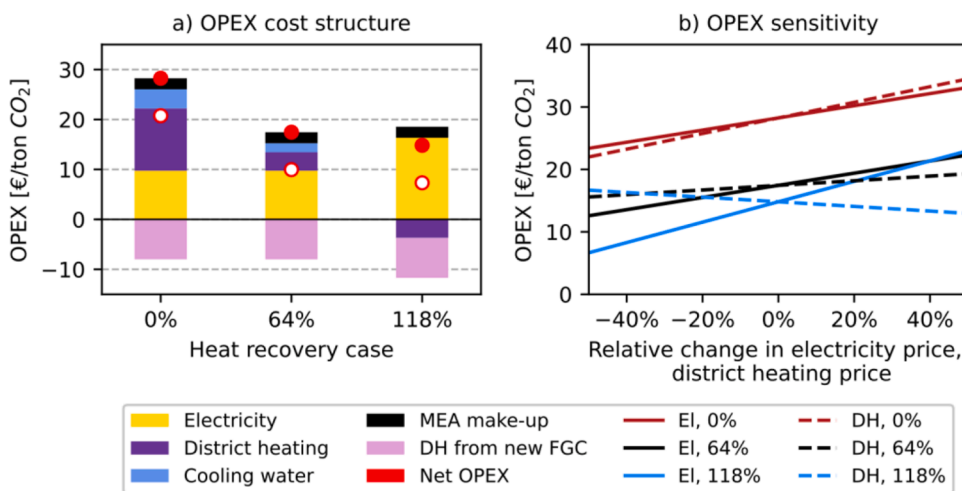 a) OPEX cost structure
OPEX [€/ton CO2]
30
20
10
0
−10
0%
64%
118%
Heat recovery case
b) OPEX sensitivity
OPEX [€/ton CO2]
40
30
20
10
0
−40%
−20%
0%
20%
40%
Relative change in electricity price,
district heating price
Electricity
District heating
Cooling water
MEA make-up
DH from new FGC
Net OPEX
El, 0%
El, 64%
El, 118%
DH, 0%
DH, 64%
DH, 118%